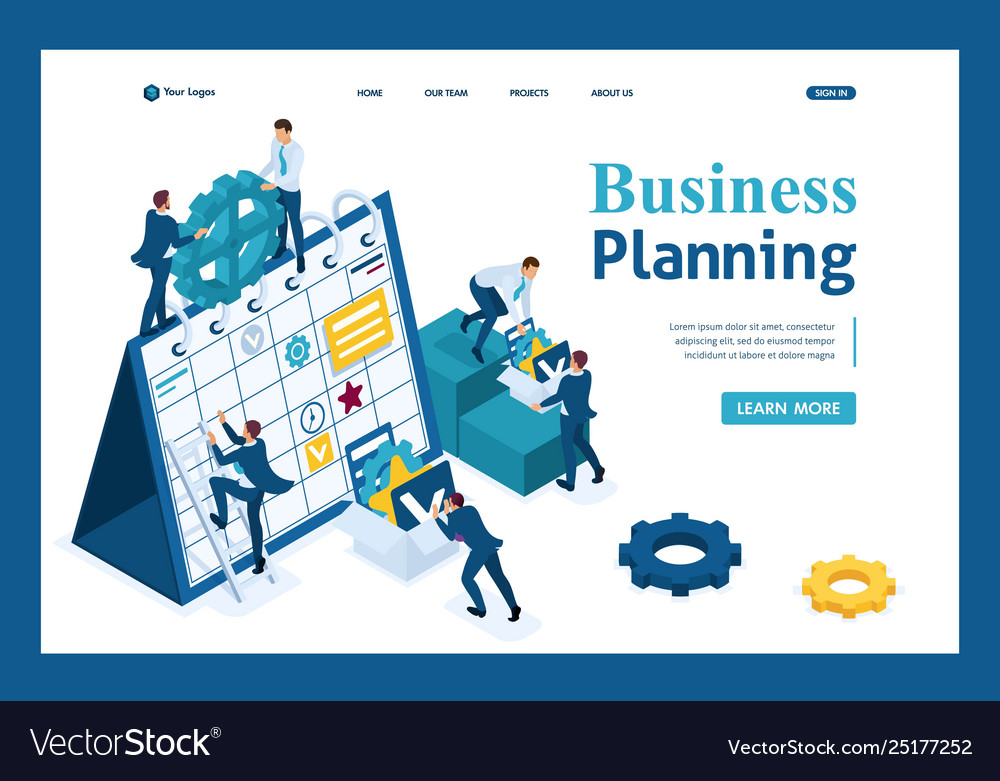 Your Logos
HOME OUR TEAM PROJECTS ABOUT US
SIGN IN
Business
Planning
Lorem ipsum dolor sit amet, consectetur
adipiscing elit, sed do eiusmod tempor
incididunt ut labore et dolore magna
LEARN MORE
VectorStock®
VectorStock.com/25177252